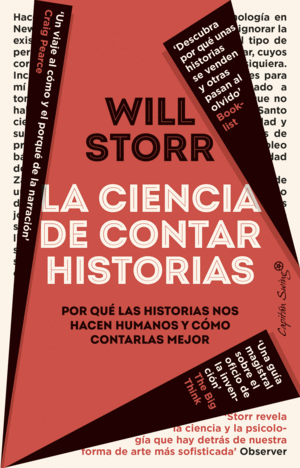 'Un viaje al cómo y el porqué de la narración'
Craig Pearce
'Descubra
por qué unas
historias
se venden
y otras
pasan al
olvido'
Book-
list
WILL
STORR
LA CIENCIA
DE CONTAR
HISTORIAS
POR QUÉ LAS HISTORIAS NOS
HACEN HUMANOS Y CÓMO
CONTARLAS MEJOR
Capitán Swing
'Una guía
magistral
sobre el
oficio de
la inven-
ción'
The Big
Think
'Storr revela
la ciencia y la psicolo-
gía que hay detrás de nuestra
forma de arte más sofisticada' Observer